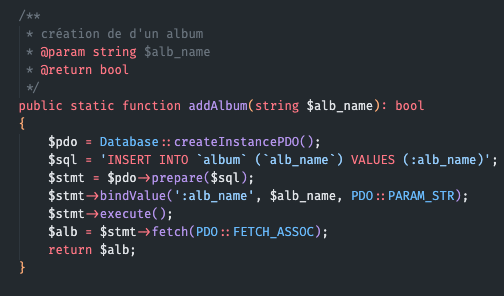 /**
 * création de d'un album
 * @param string $alb_name
 * @return bool
 */
public static function addAlbum(string $alb_name): bool
{
    $pdo = Database::createInstancePDO();
    $sql = 'INSERT INTO `album` (`alb_name`) VALUES (:alb_name)';
    $stmt = $pdo->prepare($sql);
    $stmt->bindValue(':alb_name', $alb_name, PDO::PARAM_STR);
    $stmt->execute();
    $alb = $stmt->fetch(PDO::FETCH_ASSOC);
    return $alb;
}